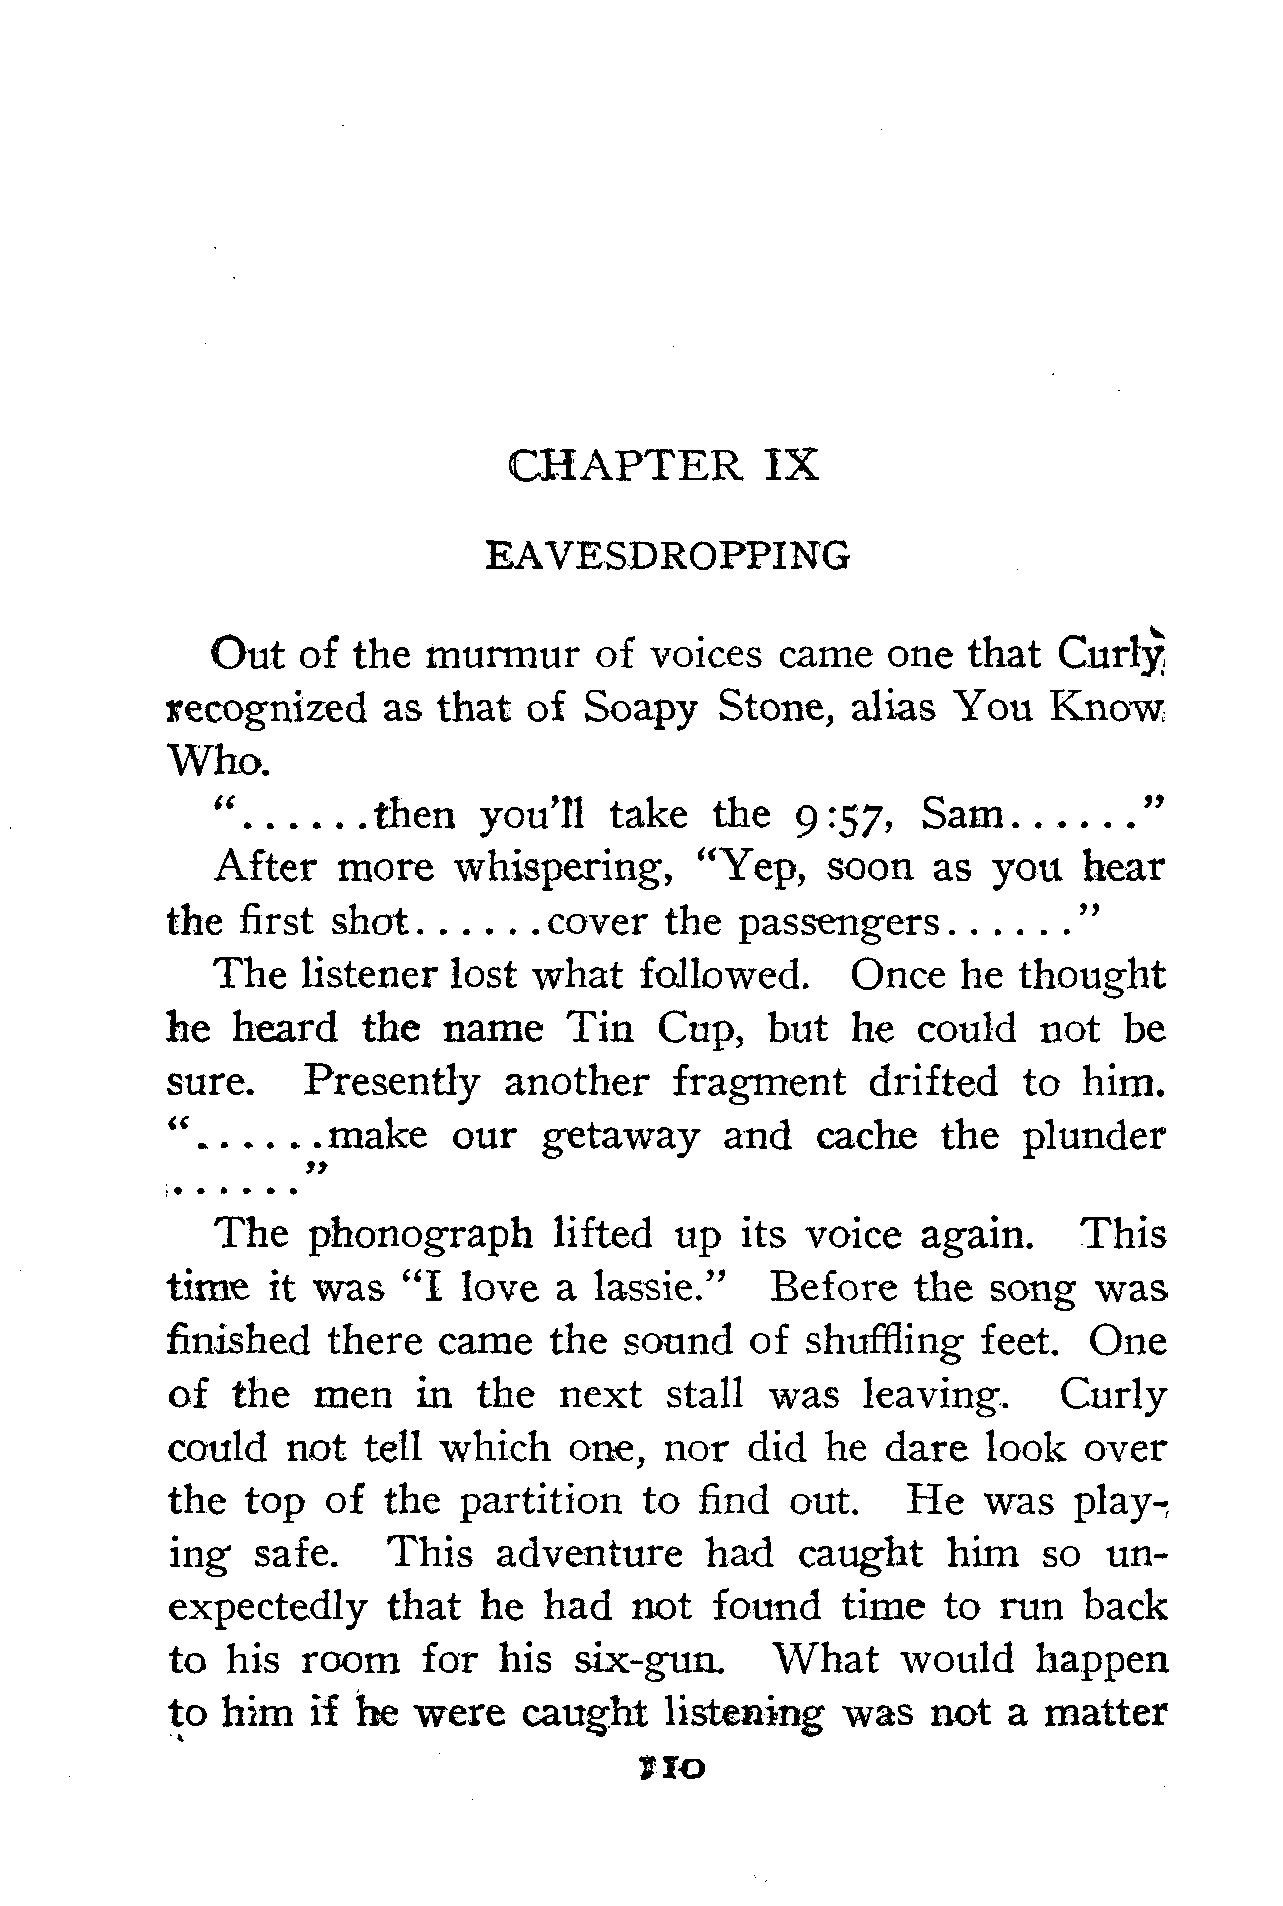 CHAPTER IX
EAVESDROPPING
Out of the murmur of voices came one that Curly
recognized as that of Soapy Stone, alias You Know
Who.
“......then you’ll take the 9:57, Sam......”
After more whispering, “Yep, soon as you hear
the first shot......cover the passengers......”
The listener lost what followed. Once he thought
he heard the name Tin Cup, but he could not be
sure. Presently another fragment drifted to him.
“......make our getaway and cache the plunder
......”
The phonograph lifted up its voice again. This
time it was “I love a lassie.” Before the song was
finished there came the sound of shuffling feet. One
of the men in the next stall was leaving. Curly
could not tell which one, nor did he dare look over
the top of the partition to find out. He was play-
ing safe. This adventure had caught him so un-
expectedly that he had not found time to run back
to his room for his six-gun. What would happen
to him if he were caught listening was not a matter
110